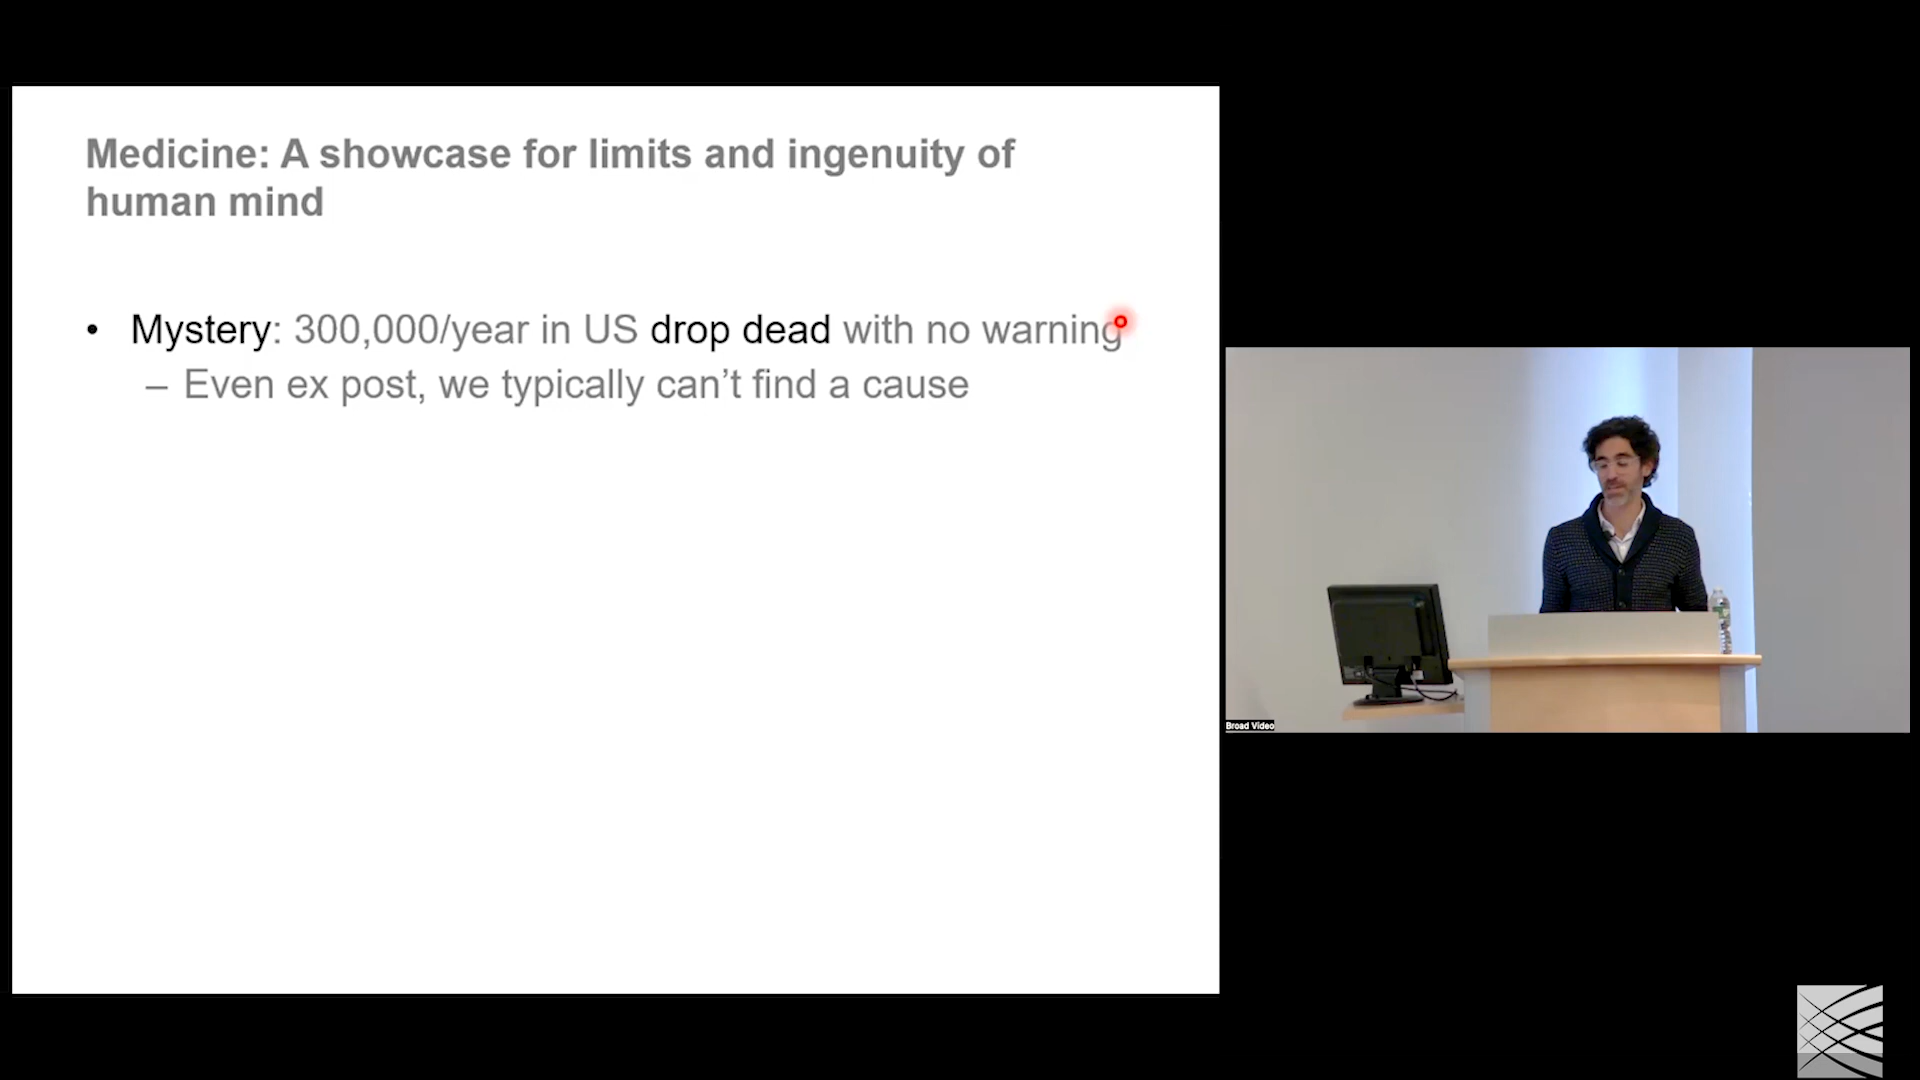 Medicine: A showcase for limits and ingenuity of
human mind
• Mystery: 300,000/year in US drop dead with no warning
– Even ex post, we typically can’t find a cause
Broad Video